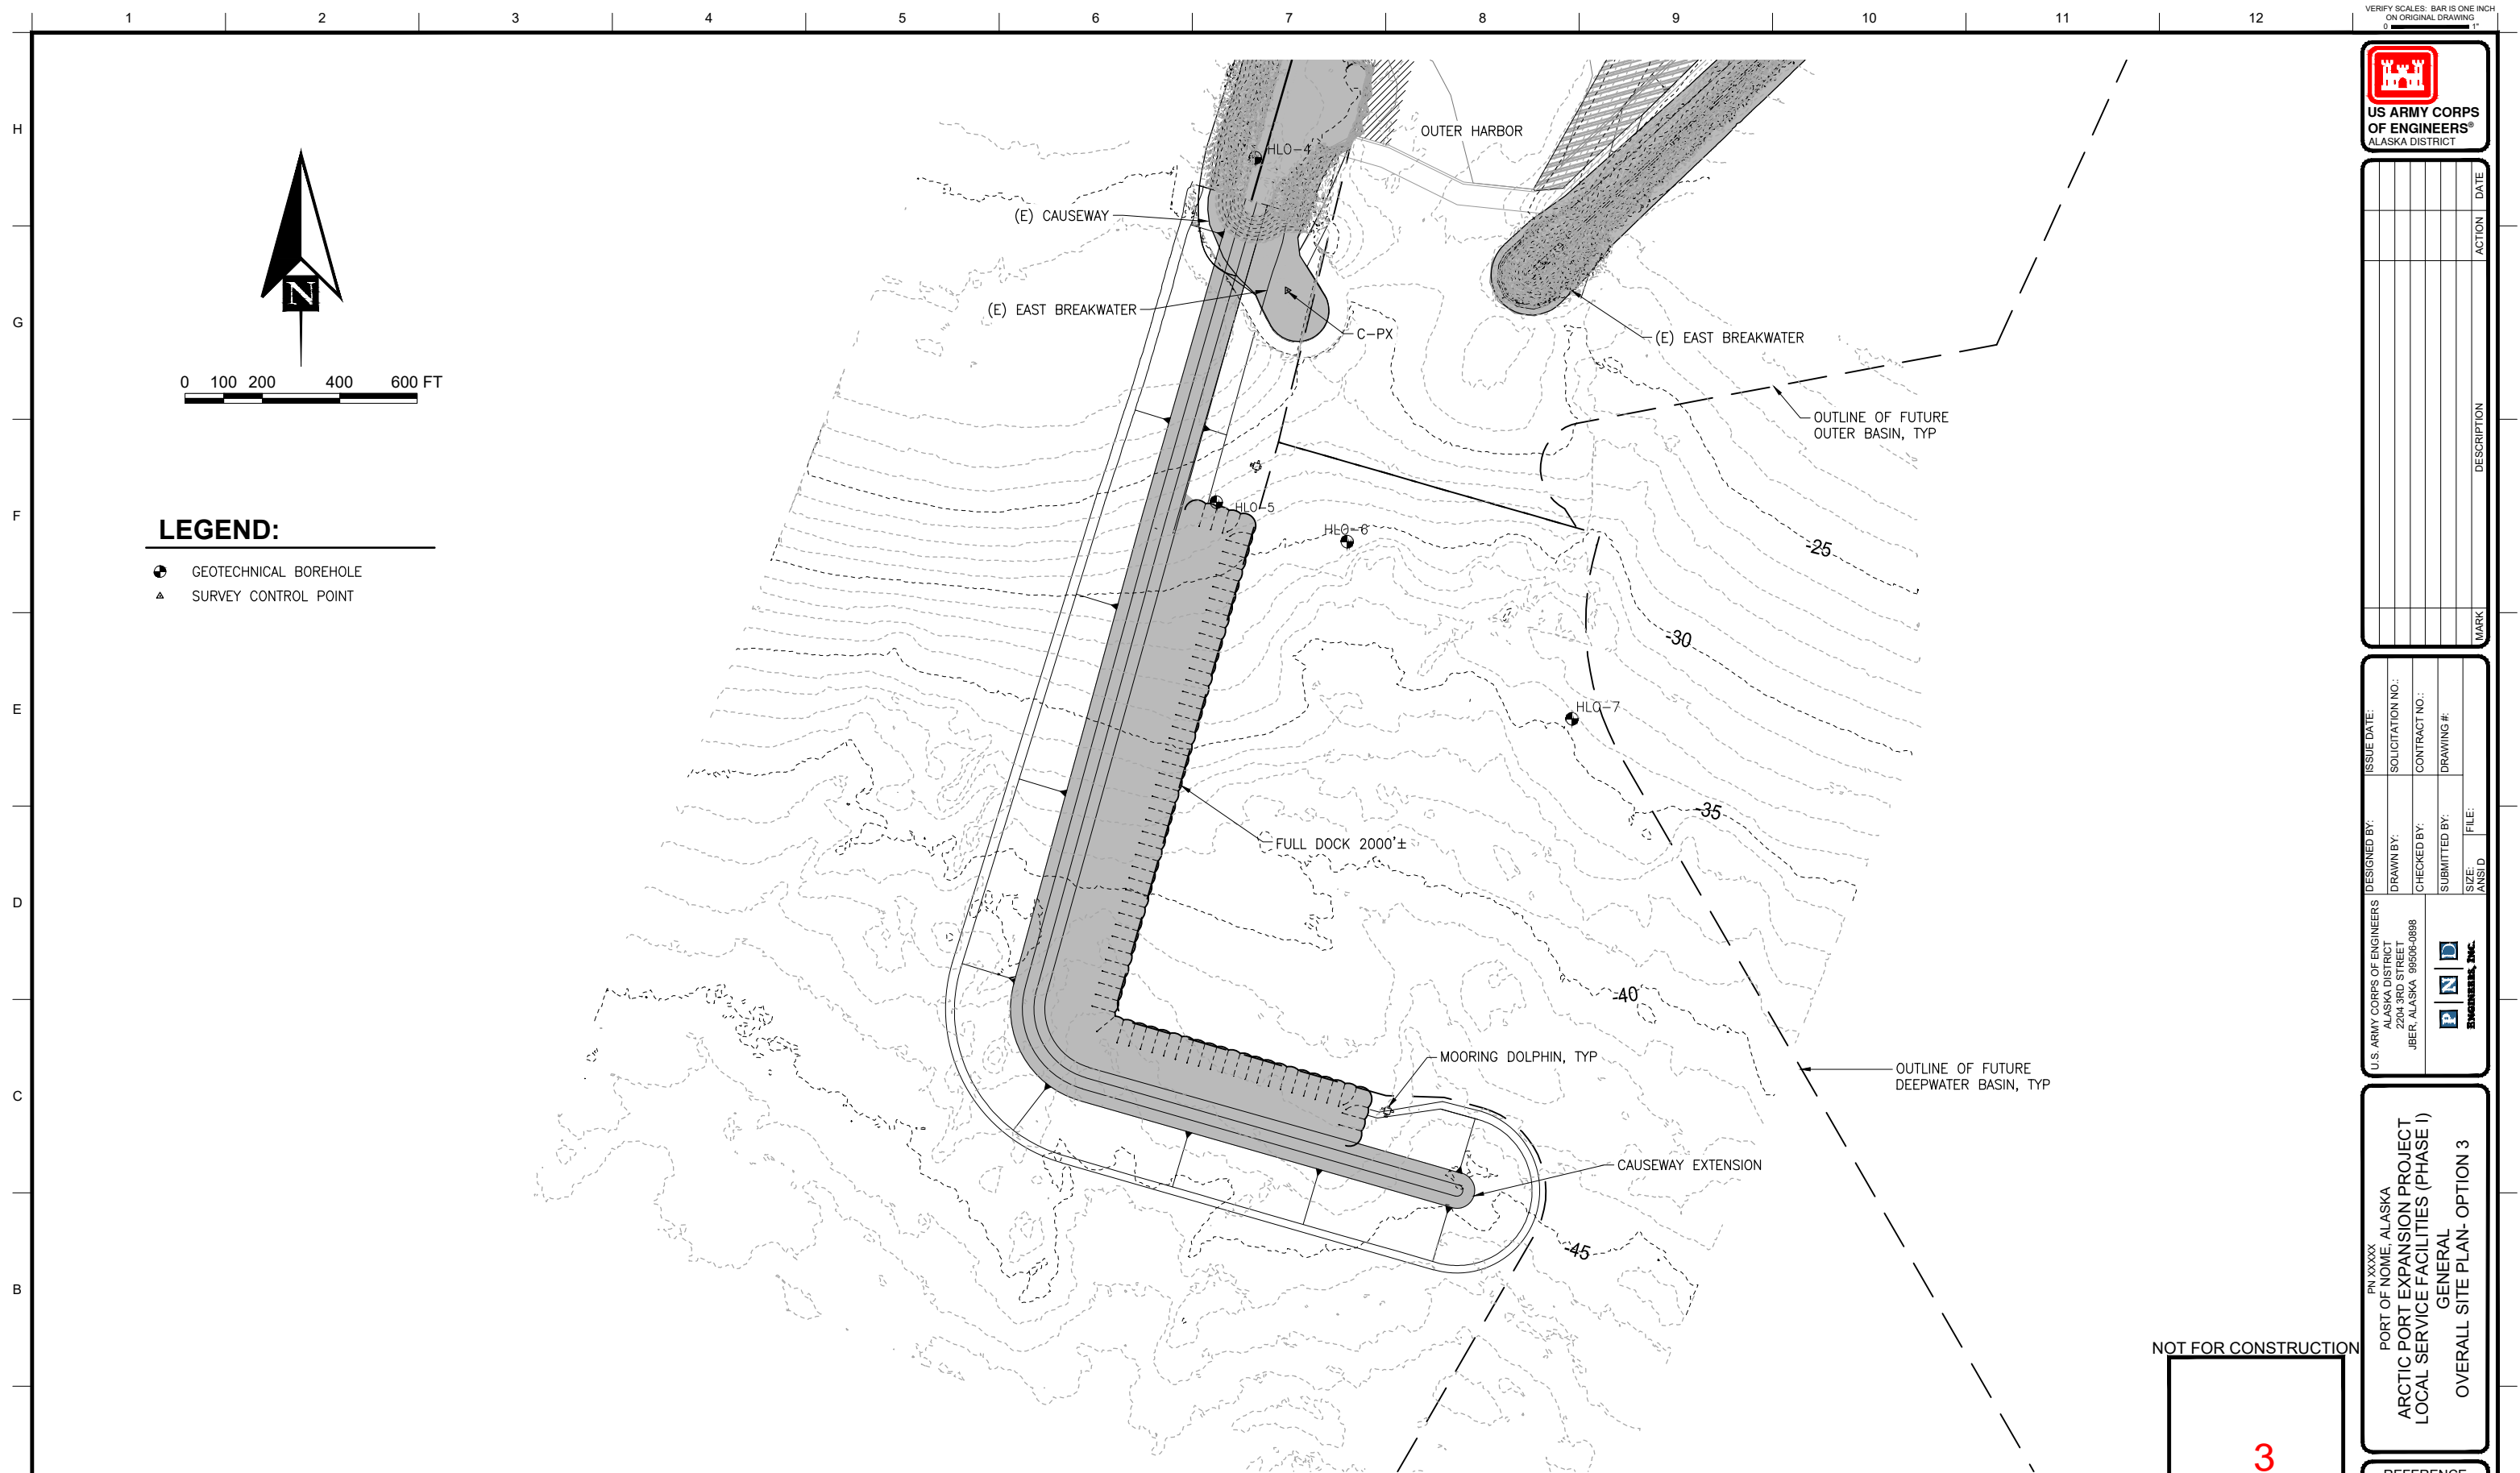 1 2 3 4 5 6 7 8 9 10 11 12
VERIFY SCALES: BAR IS ONE INCH
ON ORIGINAL DRAWING
0 1"
H
G
F
E
D
C
B
N
0 100 200 400 600 FT
LEGEND:
GEOTECHNICAL BOREHOLE
SURVEY CONTROL POINT
OUTER HARBOR
HLO-4
(E) CAUSEWAY
(E) EAST BREAKWATER
C-PX
(E) EAST BREAKWATER
OUTLINE OF FUTURE
OUTER BASIN, TYP
HLO-5
HLO-6
-25
-30
HLO-7
-35
FULL DOCK 2000'±
-40
MOORING DOLPHIN, TYP
OUTLINE OF FUTURE
DEEPWATER BASIN, TYP
CAUSEWAY EXTENSION
-45
NOT FOR CONSTRUCTION
3
US ARMY CORPS
OF ENGINEERS®
ALASKA DISTRICT
MARK DESCRIPTION ACTION DATE
DESIGNED BY: ISSUE DATE:
DRAWN BY: SOLICITATION NO.:
CHECKED BY: CONTRACT NO.:
SUBMITTED BY: DRAWING #:
SIZE: FILE:
ANSI D
U.S. ARMY CORPS OF ENGINEERS
ALASKA DISTRICT
2204 3RD STREET
JBER, ALASKA 99506-0898
P N D
ENGINEERS, INC.
PN XXXXX
PORT OF NOME, ALASKA
ARCTIC PORT EXPANSION PROJECT
LOCAL SERVICE FACILITIES (PHASE I)
GENERAL
OVERALL SITE PLAN- OPTION 3
REFERENCE